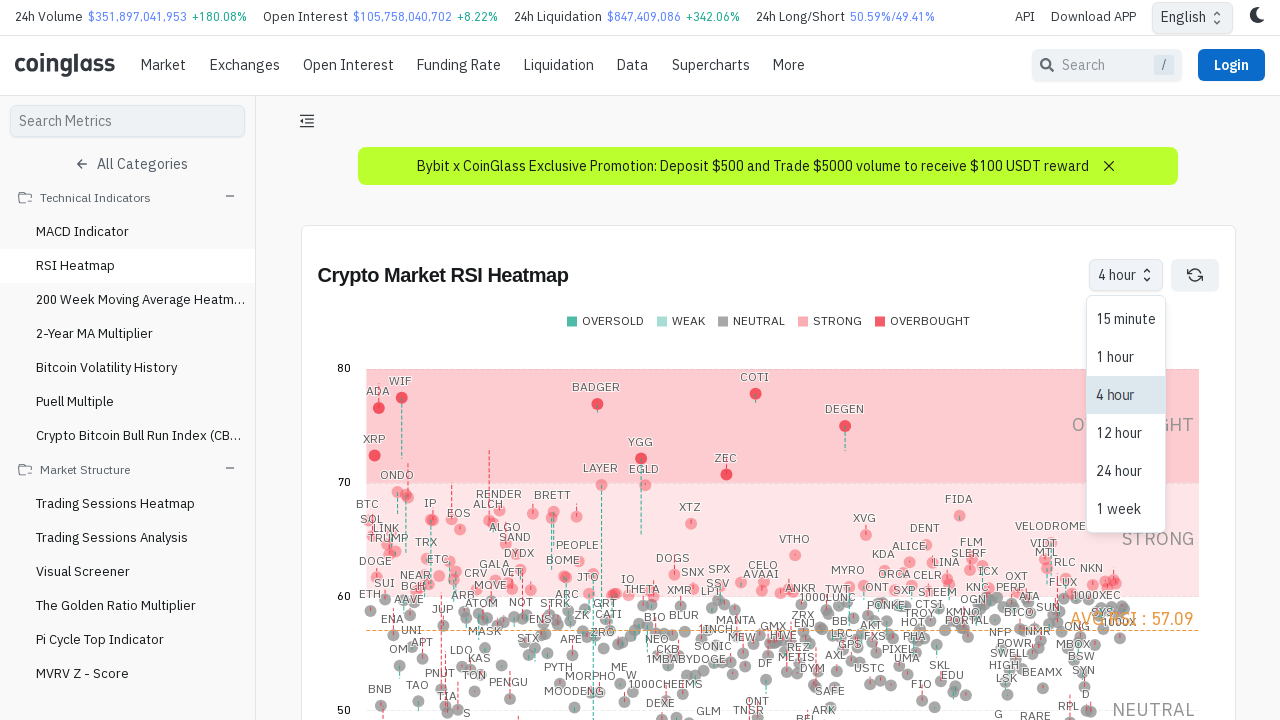 24h Volume $351,897,041,953 +180.08% Open Interest $105,758,040,702 +8.22% 24h Liquidation $847,409,086 +342.06% 24h Long/Short 50.59%/49.41% API Download APP English
coinglass Market Exchanges Open Interest Funding Rate Liquidation Data Supercharts More Search / Login
Search Metrics
All Categories
Technical Indicators
MACD Indicator
RSI Heatmap
200 Week Moving Average Heatm...
2-Year MA Multiplier
Bitcoin Volatility History
Puell Multiple
Crypto Bitcoin Bull Run Index (CB...
Market Structure
Trading Sessions Heatmap
Trading Sessions Analysis
Visual Screener
The Golden Ratio Multiplier
Pi Cycle Top Indicator
MVRV Z - Score
Bybit x CoinGlass Exclusive Promotion: Deposit $500 and Trade $5000 volume to receive $100 USDT reward
Crypto Market RSI Heatmap
4 hour
15 minute
1 hour
4 hour
12 hour
24 hour
1 week
OVERSOLD WEAK NEUTRAL STRONG OVERBOUGHT
80
ADA WIF BADGER COTI
DEGEN
XRP YGG ZEC
ONDO LAYER EGLD
70
BTC IP EOS RENDER ALCH BRETT XTZ FIDA
SOL LINK ALGO XVG DENT VELODROME
TRUMP TRX SAND PEOPLE VTHO ALICE FLM VIDT
STRONG
DOGE ETC DYDX BOME DOGS KDA SLERF MTL
NEAR CRV GALA VET JTO SNX SPX CELO MYRO ORCA CELR LINA ICX OXT RLC NKN
SUI BCH MOVE IO THETA XMR SSV AVAAI ANKR TWT ONT SXP STEEM KNC PERP FLUX
60
ETH AAVE ARB ARC LPT 1000LUNC OGN ATA 1000XEC
JUP ATOM NOT STRK GRT CTSI SUN
ENA ENS ZK CATI BIO BLUR MANTA ZRX TROY KMNO BICO
AVG RSI : 57.09
UNI MASK ZRO 1INCH GMX ENJ BB AKT HOT PORTAL NFP NMR 1000X
APT STX APE NEO MEW HIVE LRC FXS PHA POWR MBOX
OM LDO CKB SONIC REZ GPS PIXEL SWELL BSW
KAS 1MBABYDOGE DF METIS AXL UMA HIGH
PNUT TON PYTH MORPHO ME W DYM USTC SKL EDU LSK BEAMX SYN
BNB TAO TIA PENGU MOODENG 1000CHEEMS SAFE FIO
DEXE ONT D
50
GLM TNSR ARK G RARE RPL
NEUTRAL